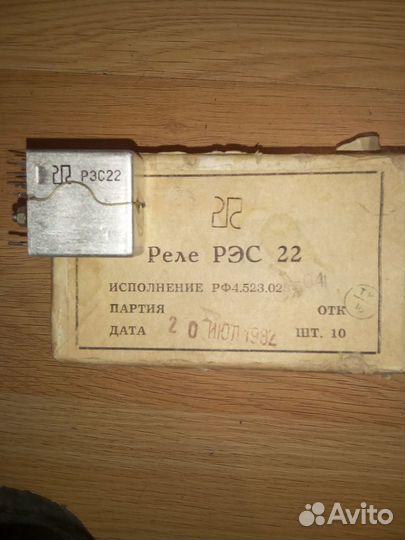 РЭС22
Реле РЭС 22
ИСПОЛНЕНИЕ РФ4.523.02
ПАРТИЯ ОТК
ДАТА 20 ИЮЛ 1982 ШТ. 10
Avito